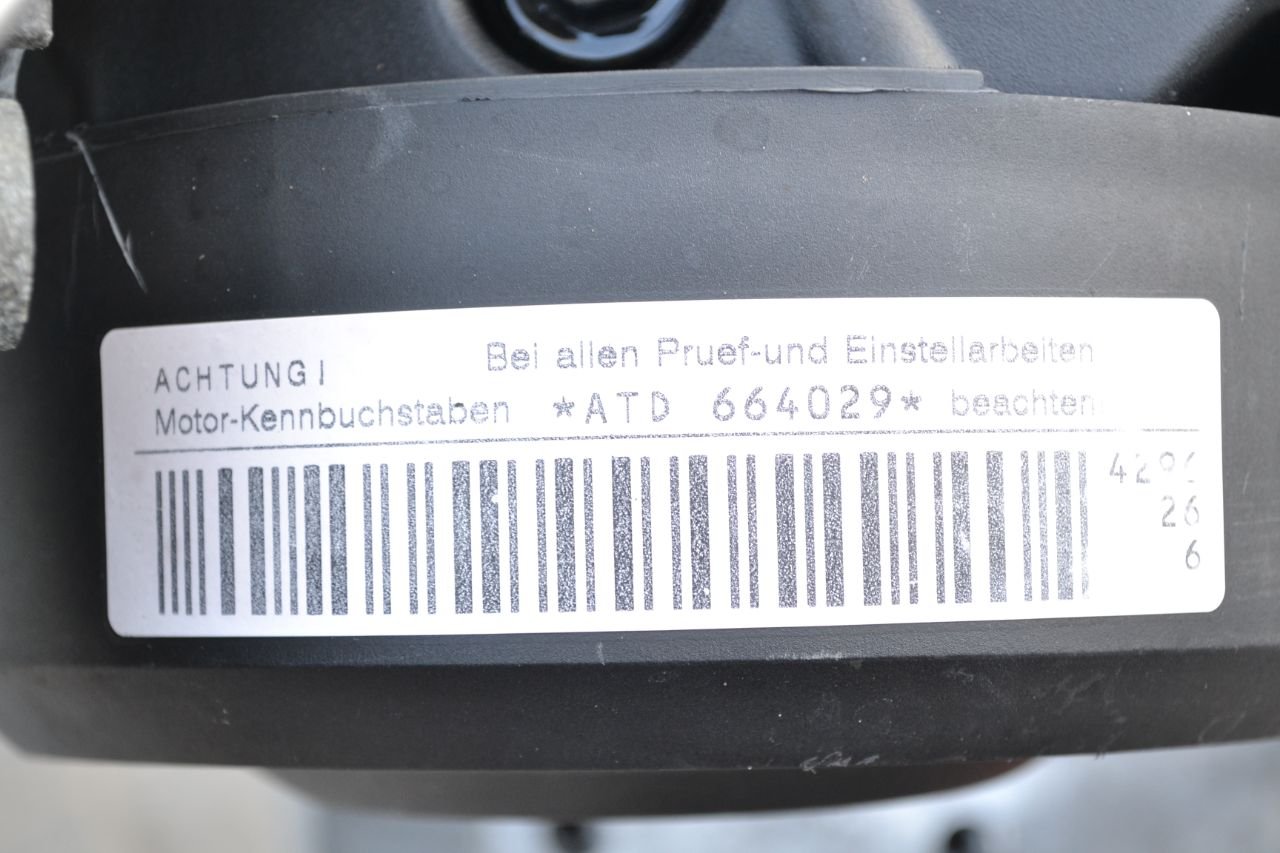 ACHTUNG! Bei allen Pruef-und Einstellarbeiten
Motor-Kennbuchstaben *ATD 664029* beachten
26
6